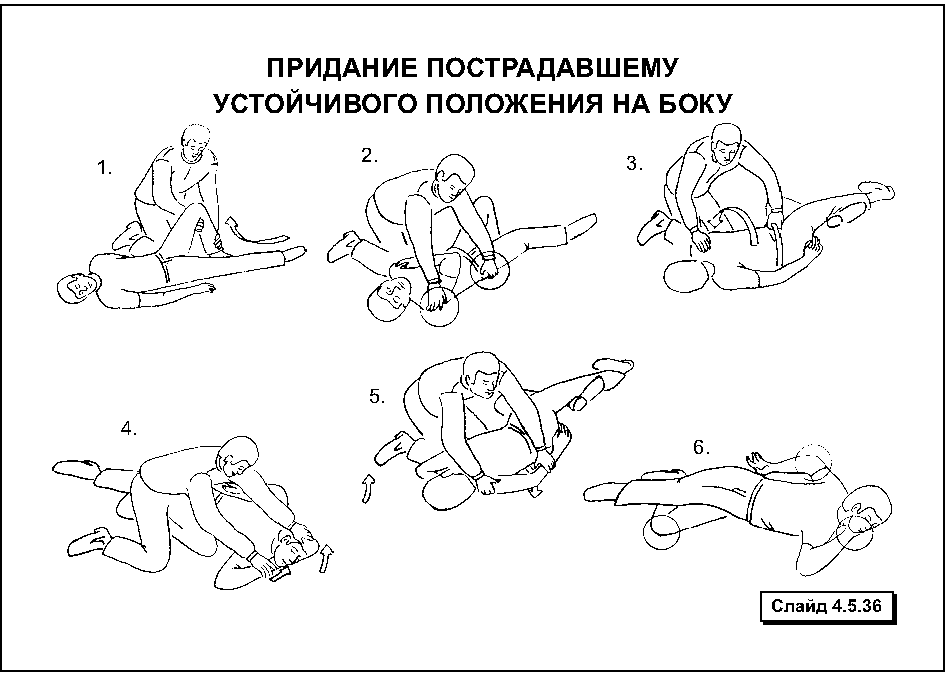 ПРИДАНИЕ ПОСТРАДАВШЕМУ
УСТОЙЧИВОГО ПОЛОЖЕНИЯ НА БОКУ
1.
2.
3.
4.
5.
6.
Слайд 4.5.36